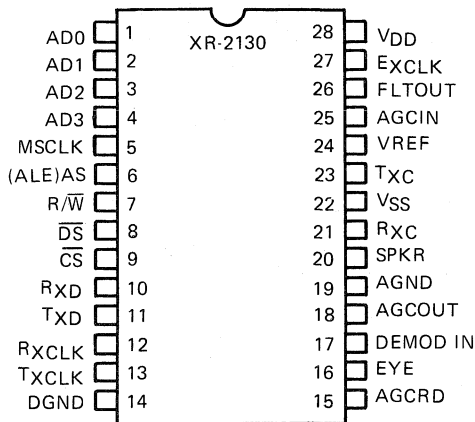 XR-2130
AD0 1 28 VDD
AD1 2 27 EXCLK
AD2 3 26 FLTOUT
AD3 4 25 AGCIN
MSCLK 5 24 VREF
(ALE)AS 6 23 TXC
R/W̅ 7 22 VSS
D̅S̅ 8 21 RXC
C̅S̅ 9 20 SPKR
RXD 10 19 AGND
TXD 11 18 AGCOUT
RXCLK 12 17 DEMOD IN
TXCLK 13 16 EYE
DGND 14 15 AGCRD